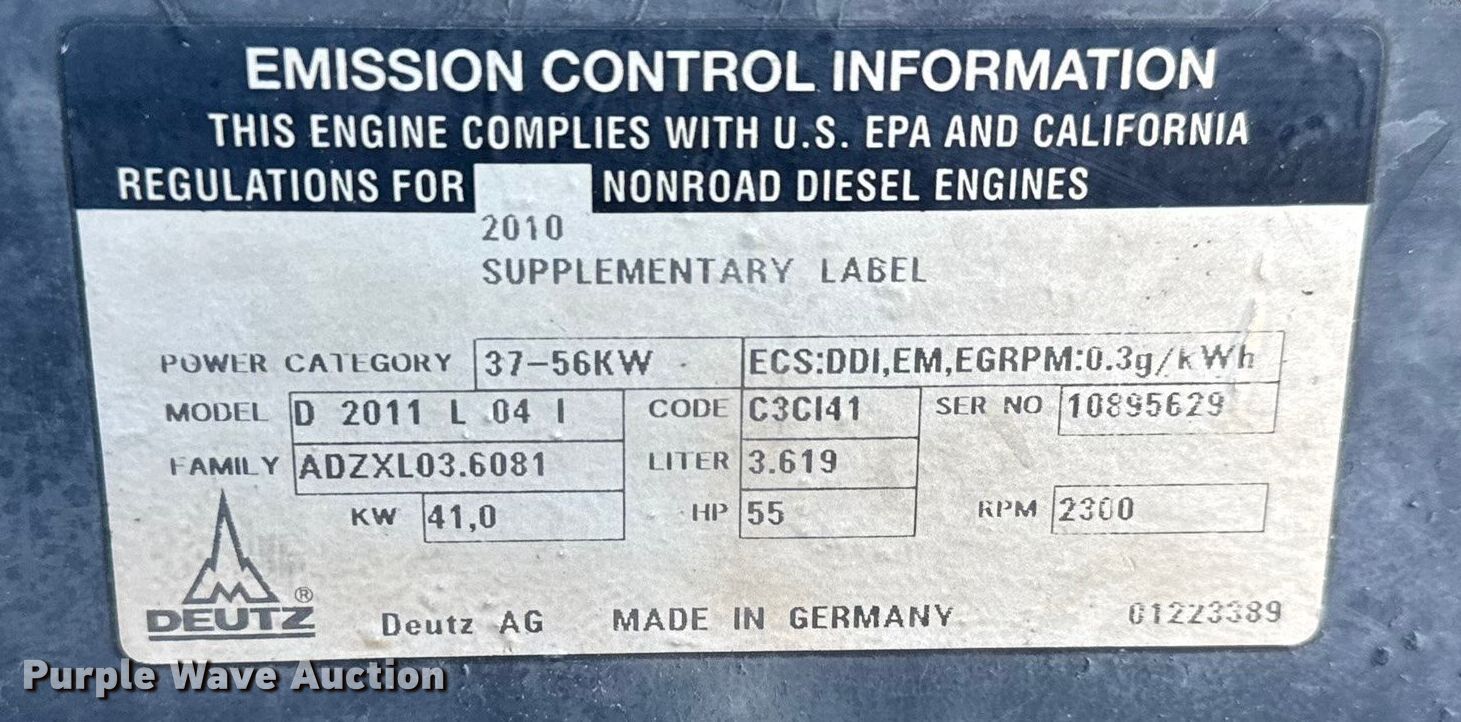 EMISSION CONTROL INFORMATION
THIS ENGINE COMPLIES WITH U.S. EPA AND CALIFORNIA
REGULATIONS FOR NONROAD DIESEL ENGINES
2010
SUPPLEMENTARY LABEL
POWER CATEGORY 37-56KW ECS:DDI,EM,EGRPM:0.3g/kWh
MODEL D 2011 L 04 I CODE C3CI41 SER NO 10895629
FAMILY ADZXL03.6081 LITER 3.619
KW 41,0 HP 55 RPM 2300
DEUTZ ® Deutz AG MADE IN GERMANY 01223389
Purple Wave Auction